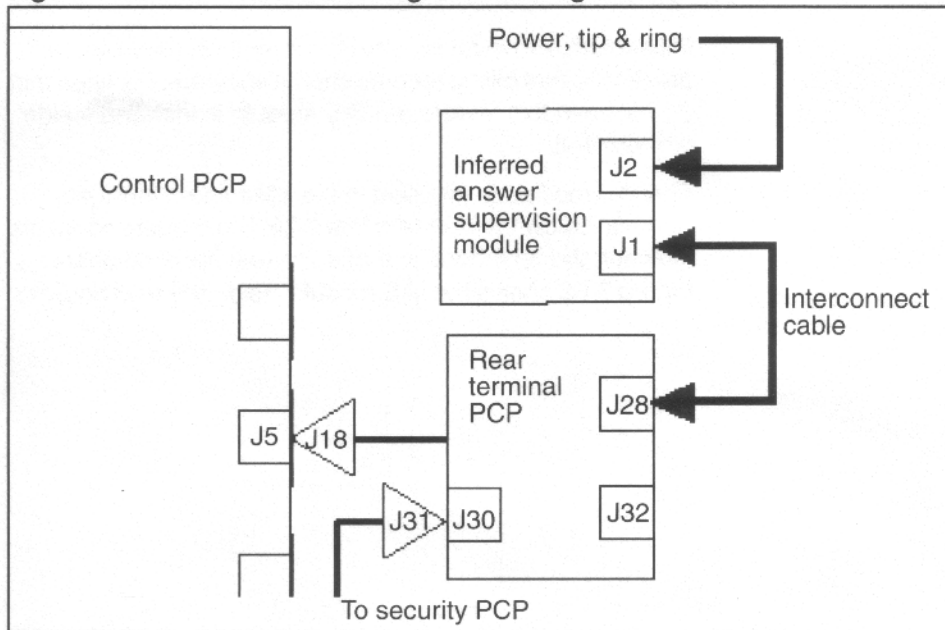 Power, tip & ring
Control PCP
Inferred
answer
supervision
module
J2
J1
Interconnect
cable
Rear
terminal
PCP
J28
J5
J18
J31
J30
J32
To security PCP